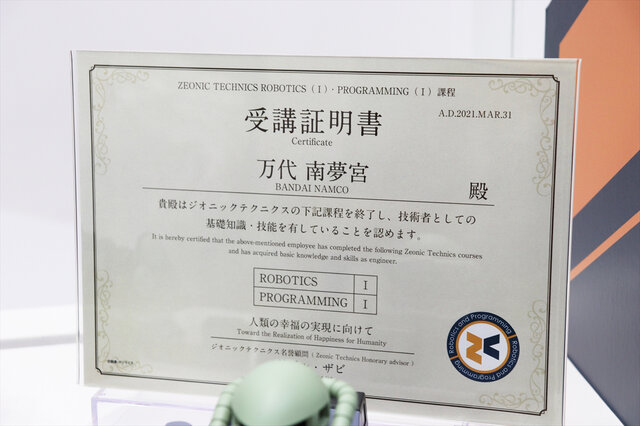 ZEONIC TECHNICS ROBOTICS（Ⅰ）・PROGRAMMING（Ⅰ）課程
A.D.2021.MAR.31
受講証明書
Certificate
万代 南夢宮
BANDAI NAMCO
殿
貴殿はジオニックテクニクスの下記課程を終了し、技術者としての
基礎知識・技能を有していることを認めます。
It is hereby certified that the above-mentioned employee has completed the following Zeonic Technics courses
and has acquired basic knowledge and skills as engineer.
ROBOTICS Ⅰ
PROGRAMMING Ⅰ
人類の幸福の実現に向けて
Toward the Realization of Happiness for Humanity
ジオニックテクニクス名誉顧問（Zeonic Technics Honorary advisor）
・ザビ
Robotics and Programming
Robotics and Programming